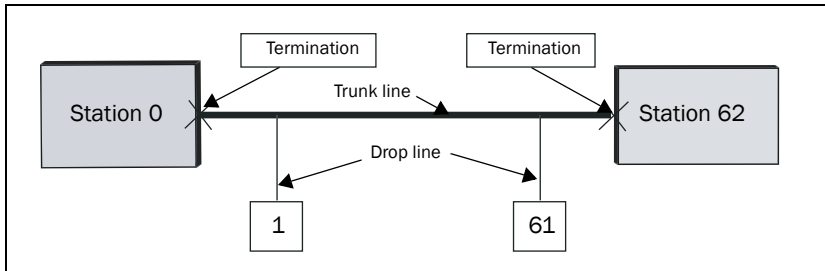 Termination
Termination
Station 0
Trunk line
Station 62
Drop line
1
61